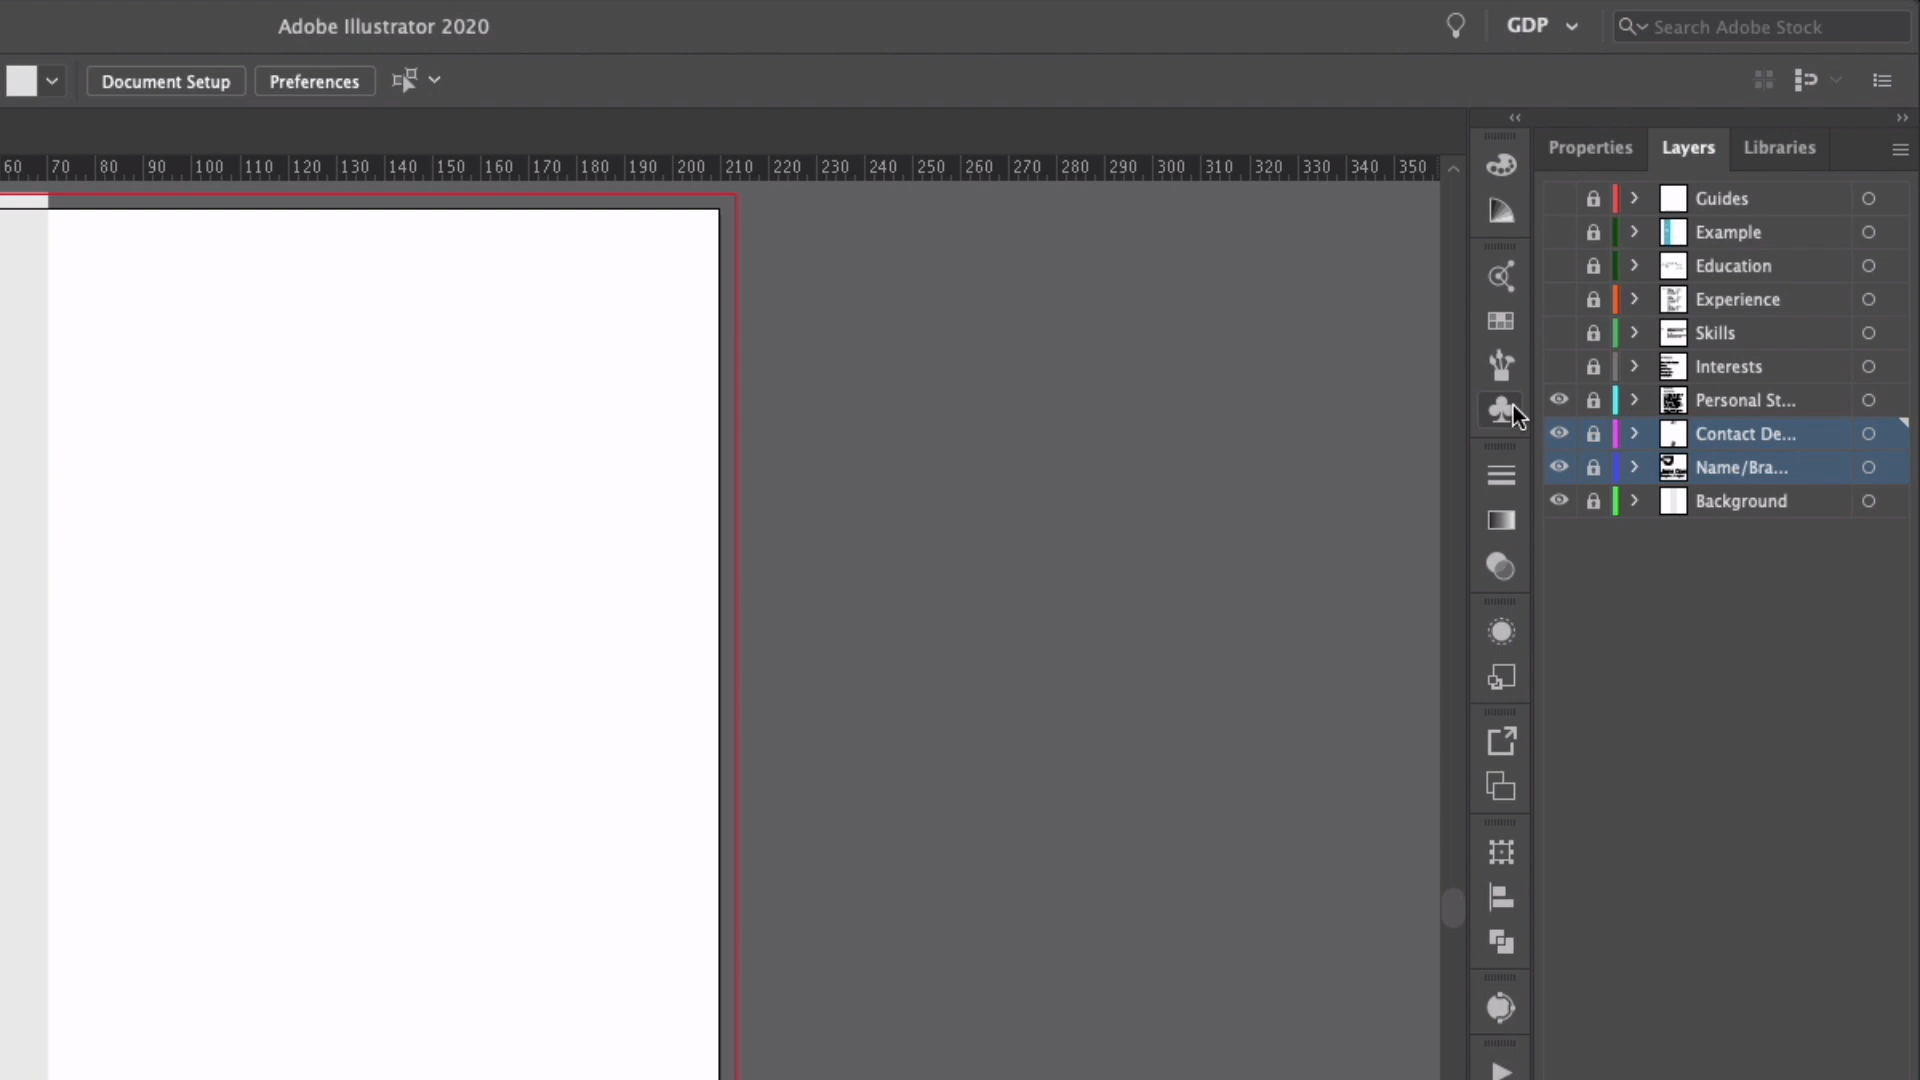 Adobe Illustrator 2020
GDP
Search Adobe Stock
Document Setup
Preferences
60 70 80 90 100 110 120 130 140 150 160 170 180 190 200 210 220 230 240 250 260 270 280 290 300 310 320 330 340 350
Properties
Layers
Libraries
Guides
Example
Education
Experience
Skills
Interests
Personal St...
Contact De...
Name/Bra...
Background